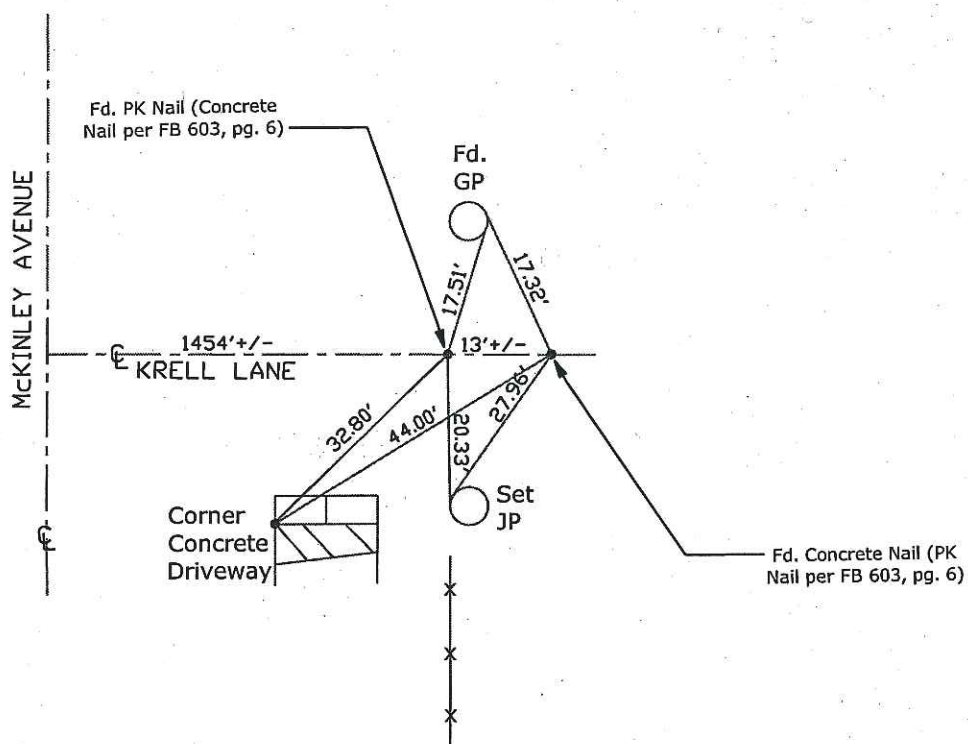 Fd. PK Nail (Concrete
Nail per FB 603, pg. 6)
Fd.
GP
McKINLEY AVENUE
17.51'
17.32'
1454'+/-
13'+/-
℄
KRELL LANE
32.80'
44.00'
20.33'
27.96'
Corner
Concrete
Driveway
Set
JP
℄
Fd. Concrete Nail (PK
Nail per FB 603, pg. 6)